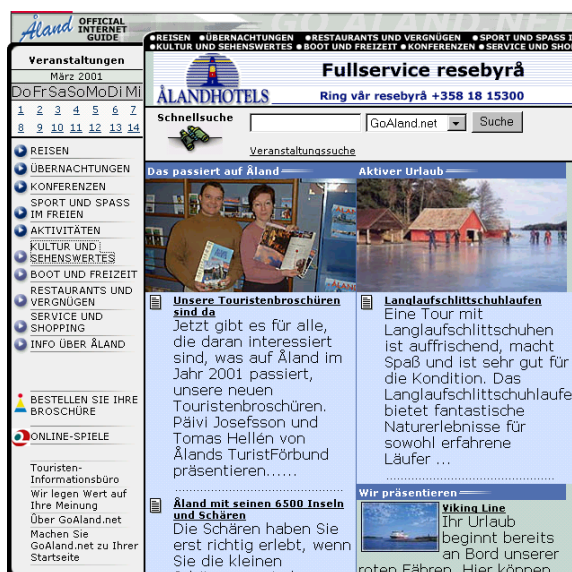 GO ALAND.NET
Åland OFFICIAL INTERNET GUIDE
●REISEN ●ÜBERNACHTUNGEN ●RESTAURANTS UND VERGNÜGEN ●SPORT UND SPASS
●KULTUR UND SEHENSWERTES ●BOOT UND FREIZEIT ●KONFERENZEN ●SERVICE UND
Veranstaltungen
März 2001
Do Fr Sa So Mo Di Mi
1 2 3 4 5 6 7
8 9 10 11 12 13 14
REISEN
ÜBERNACHTUNGEN
KONFERENZEN
SPORT UND SPASS
IM FREIEN
AKTIVITÄTEN
KULTUR UND
SEHENSWERTES
BOOT UND FREIZEIT
RESTAURANTS UND
VERGNÜGEN
SERVICE UND
SHOPPING
INFO ÜBER ÅLAND
BESTELLEN SIE IHRE
BROSCHÜRE
ONLINE-SPIELE
Touristen-
Informationsbüro
Wir legen Wert auf
Ihre Meinung
Über GoAland.net
Machen Sie
GoAland.net zu Ihrer
Startseite
ÅLANDHOTELS
Fullservice resebyrå
Ring vår resebyrå +358 18 15300
Schnellsuche
GoAland.net
Suche
Veranstaltungssuche
Das passiert auf Åland
Unsere Touristenbroschüren
sind da
Jetzt gibt es für alle,
die daran interessiert
sind, was auf Åland im
Jahr 2001 passiert,
unsere neuen
Touristenbroschüren.
Päivi Josefsson und
Tomas Hellén von
Ålands TuristFörbund
präsentieren......
Åland mit seinen 6500 Inseln
und Schären
Die Schären haben Sie
erst richtig erlebt, wenn
Sie die kleinen
Aktiver Urlaub
Langlaufschlittschuhlaufen
Eine Tour mit
Langlaufschlittschuhen
ist auffrischend, macht
Spaß und ist sehr gut für
die Kondition. Das
Langlaufschlittschuhlaufe
bietet fantastische
Naturerlebnisse für
sowohl erfahrene
Läufer ...
Wir präsentieren
Viking Line
Ihr Urlaub
beginnt bereits
an Bord unserer
roten Fähren. Hier können